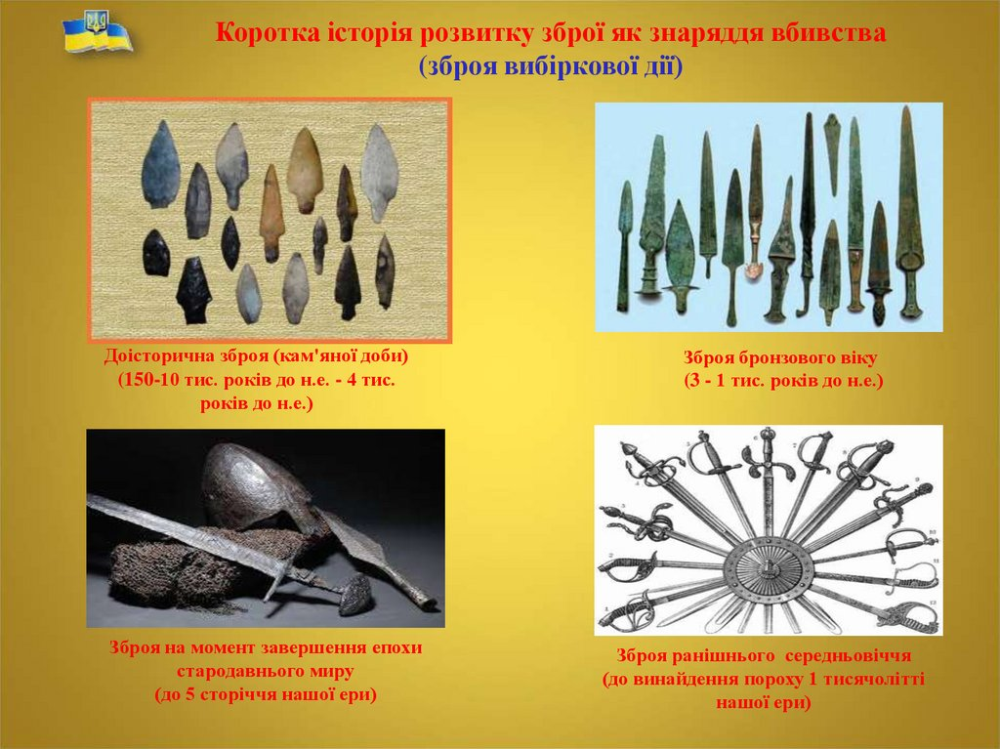 Коротка історія розвитку зброї як знаряддя вбивства
(зброя вибіркової дії)
Доісторична зброя (кам'яної доби)
(150-10 тис. років до н.е. - 4 тис.
років до н.е.)
Зброя бронзового віку
(3 - 1 тис. років до н.е.)
Зброя на момент завершення епохи
стародавнього миру
(до 5 сторіччя нашої ери)
Зброя ранішнього  середньовіччя
(до винайдення пороху 1 тисячолітті
нашої ери)